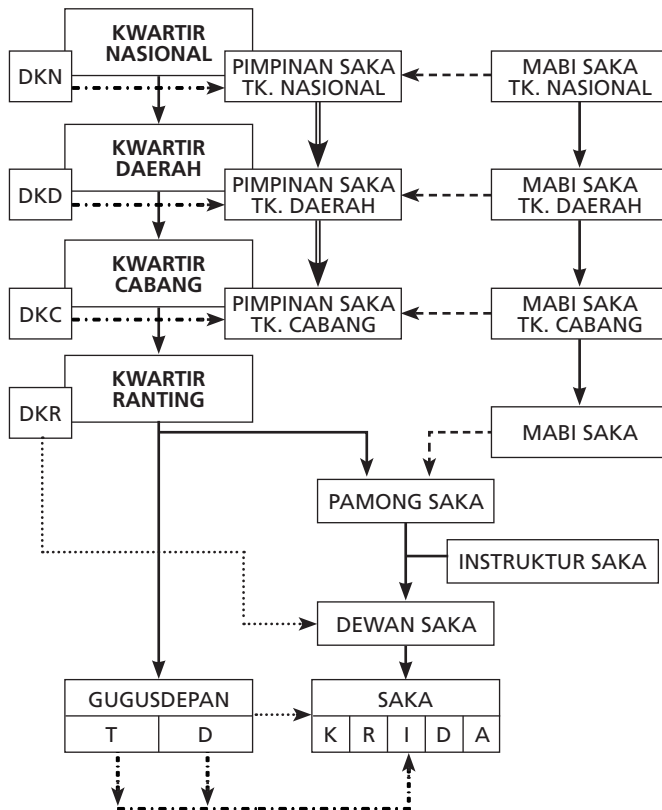 KWARTIR
NASIONAL
DKN
PIMPINAN SAKA
TK. NASIONAL
MABI SAKA
TK. NASIONAL
KWARTIR
DAERAH
DKD
PIMPINAN SAKA
TK. DAERAH
MABI SAKA
TK. DAERAH
KWARTIR
CABANG
DKC
PIMPINAN SAKA
TK. CABANG
MABI SAKA
TK. CABANG
KWARTIR
RANTING
DKR
MABI SAKA
PAMONG SAKA
INSTRUKTUR SAKA
DEWAN SAKA
GUGUSDEPAN
T D
SAKA
K R I D A